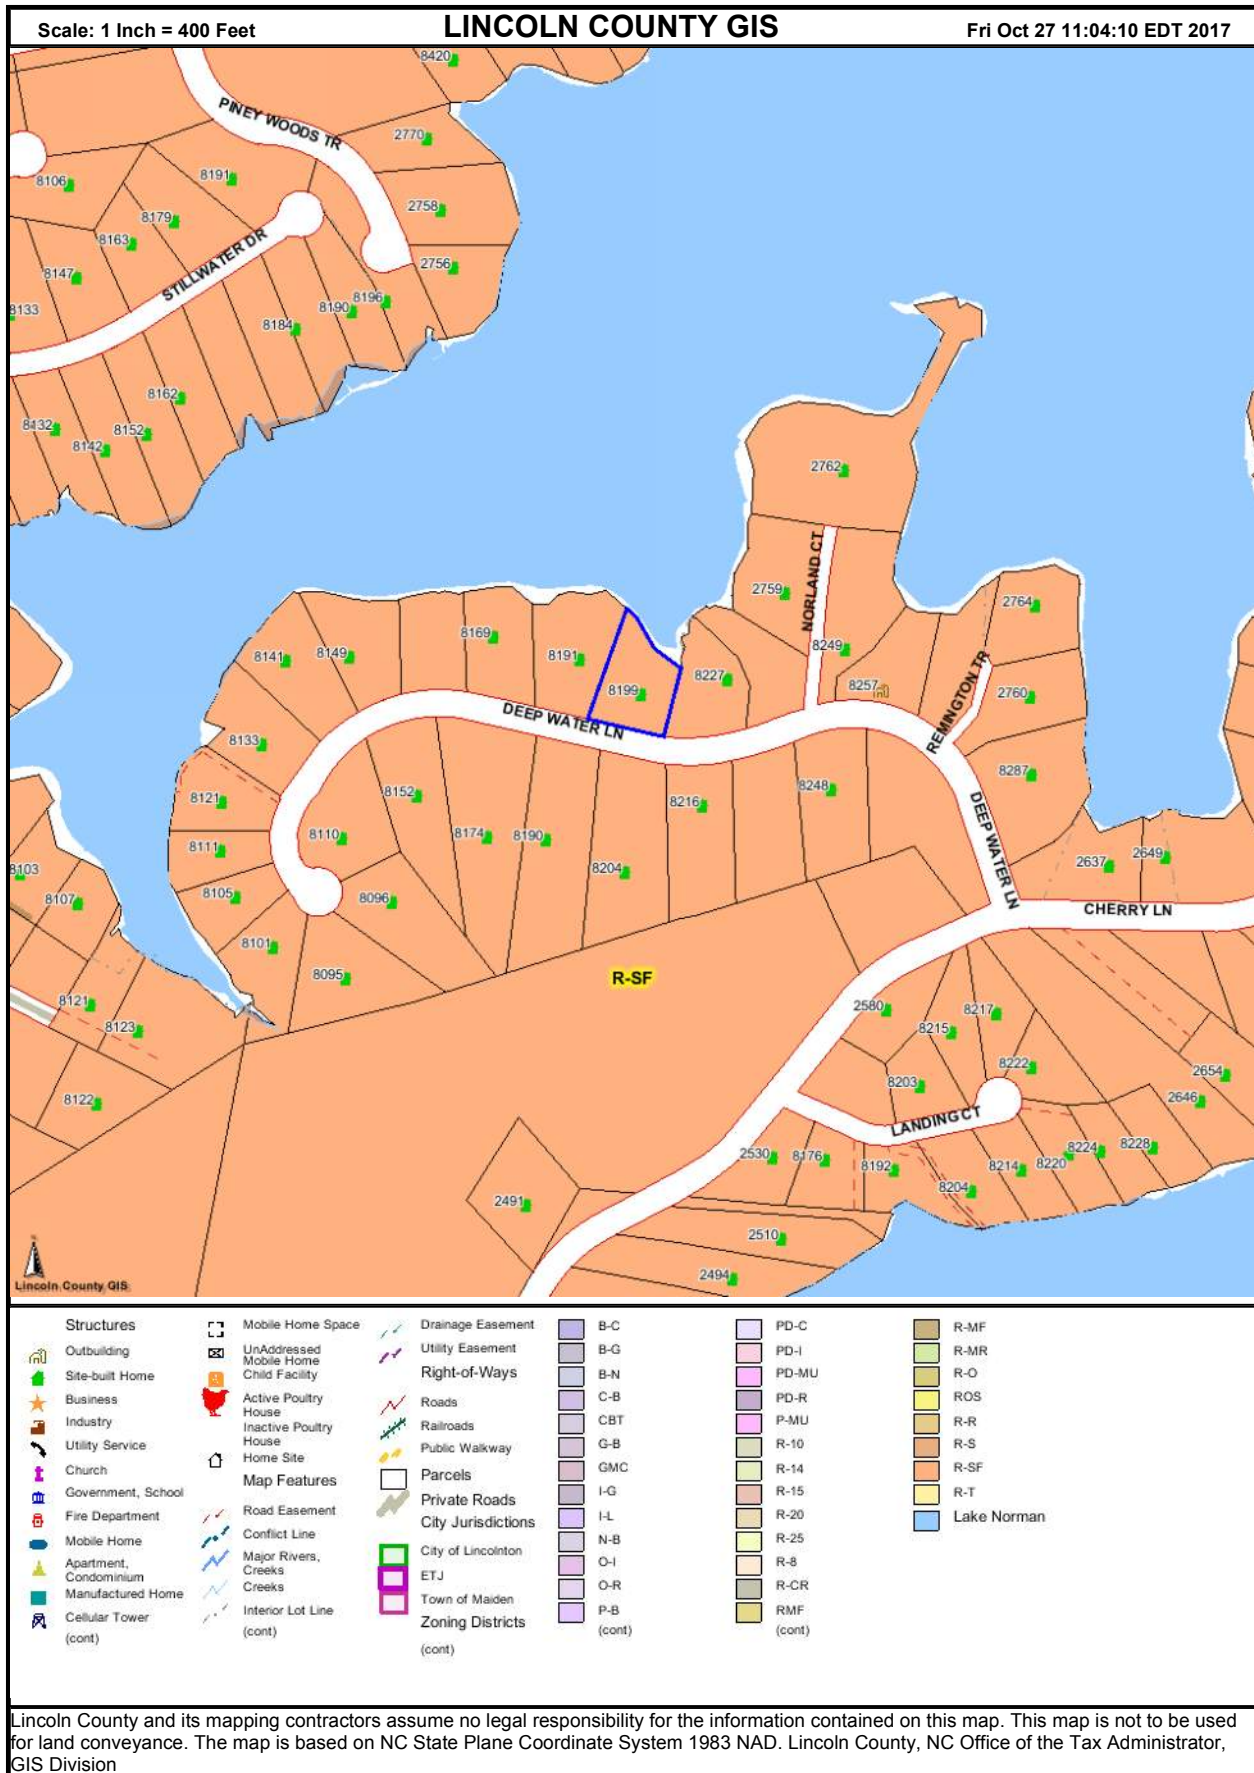 Scale: 1 Inch = 400 Feet
LINCOLN COUNTY GIS
Fri Oct 27 11:04:10 EDT 2017
8420
PINEY WOODS TR
2770
8106
8191
2758
8179
8163
STILLWATER DR
8147
2756
8133
8190
8196
8184
8162
8132
8152
8142
2762
NORLAND CT
2759
2764
8169
8249
8141
8149
8191
8227
8199
8257
REMINGTON TR
2760
DEEP WATER LN
8133
8287
8121
8152
8216
8248
DEEP WATER LN
8110
8174
8190
8111
2637
2649
8103
8204
8107
8105
8096
CHERRY LN
8101
8095
R-SF
8121
2580
8217
8123
8215
8222
8203
2654
8122
2646
LANDING CT
2530
8176
8192
8214
8220
8224
8228
8204
2491
2510
2494
Lincoln County GIS
Structures
Outbuilding
Site-built Home
Business
Industry
Utility Service
Church
Government, School
Fire Department
Mobile Home
Apartment,
Condominium
Manufactured Home
Cellular Tower
(cont)
Mobile Home Space
UnAddressed
Mobile Home
Child Facility
Active Poultry
House
Inactive Poultry
House
Home Site
Map Features
Road Easement
Conflict Line
Major Rivers,
Creeks
Creeks
Interior Lot Line
(cont)
Drainage Easement
Utility Easement
Right-of-Ways
Roads
Railroads
Public Walkway
Parcels
Private Roads
City Jurisdictions
City of Lincolnton
ETJ
Town of Maiden
Zoning Districts
(cont)
B-C
B-G
B-N
C-B
CBT
G-B
GMC
I-G
I-L
N-B
O-I
O-R
P-B
(cont)
PD-C
PD-I
PD-MU
PD-R
P-MU
R-10
R-14
R-15
R-20
R-25
R-8
R-CR
RMF
(cont)
R-MF
R-MR
R-O
ROS
R-R
R-S
R-SF
R-T
Lake Norman
Lincoln County and its mapping contractors assume no legal responsibility for the information contained on this map. This map is not to be used
for land conveyance. The map is based on NC State Plane Coordinate System 1983 NAD. Lincoln County, NC Office of the Tax Administrator,
GIS Division